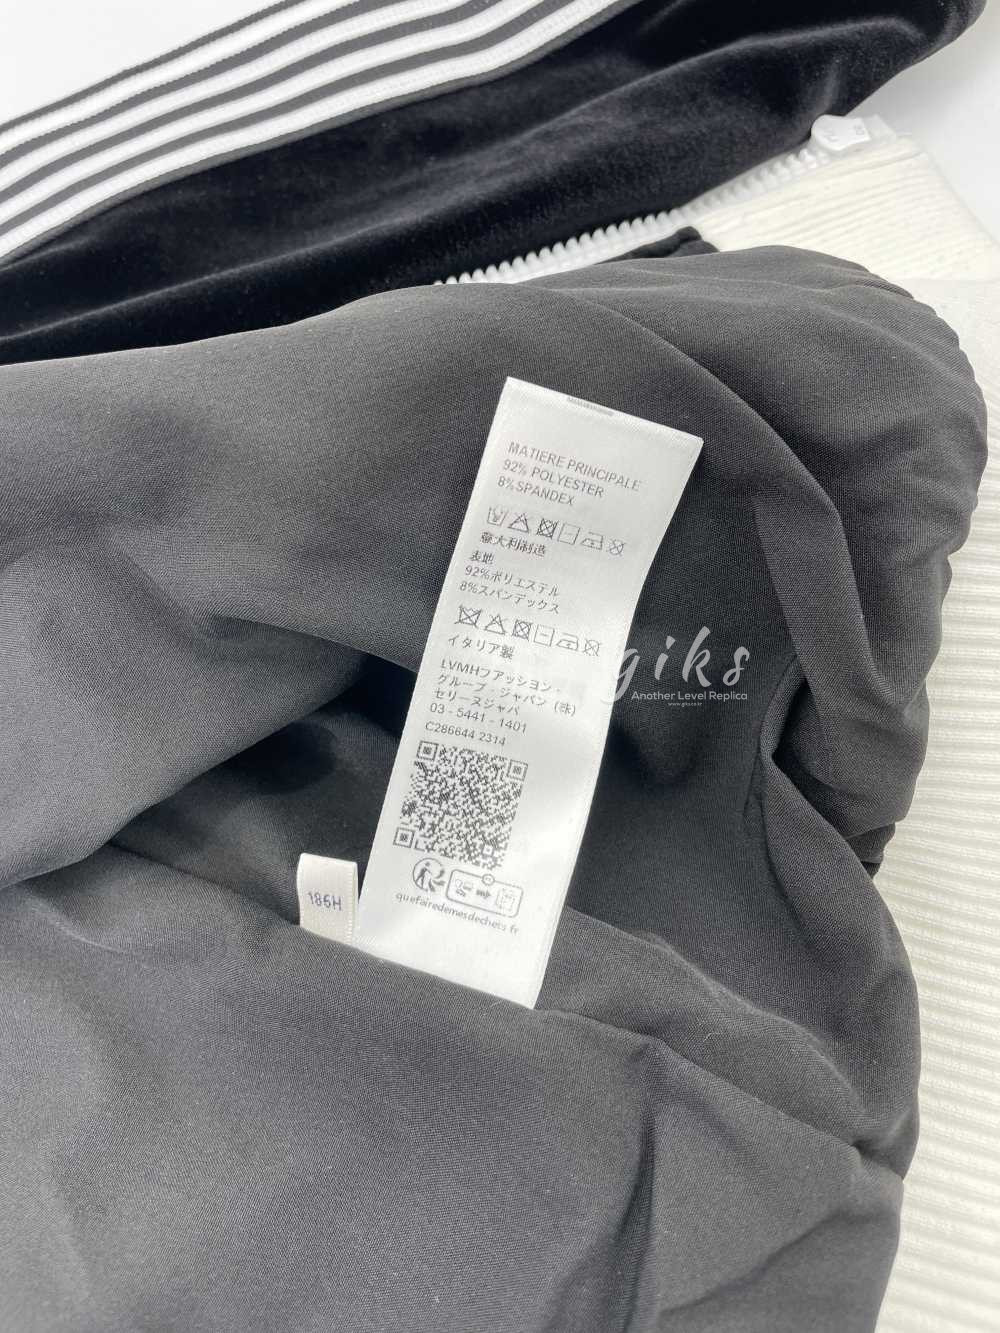 MATIERE PRINCIPALE
92% POLYESTER
8%SPANDEX
意大利制造
表地
92%ポリエステル
8%スパンデックス
イタリア製
LVMHファッション・
グループ・ジャパン (株)
セリーヌジャパ
03 - 5441 - 1401
C286644 2314
quefairedemesdechets.fr
186H
giks
Another Level Replica